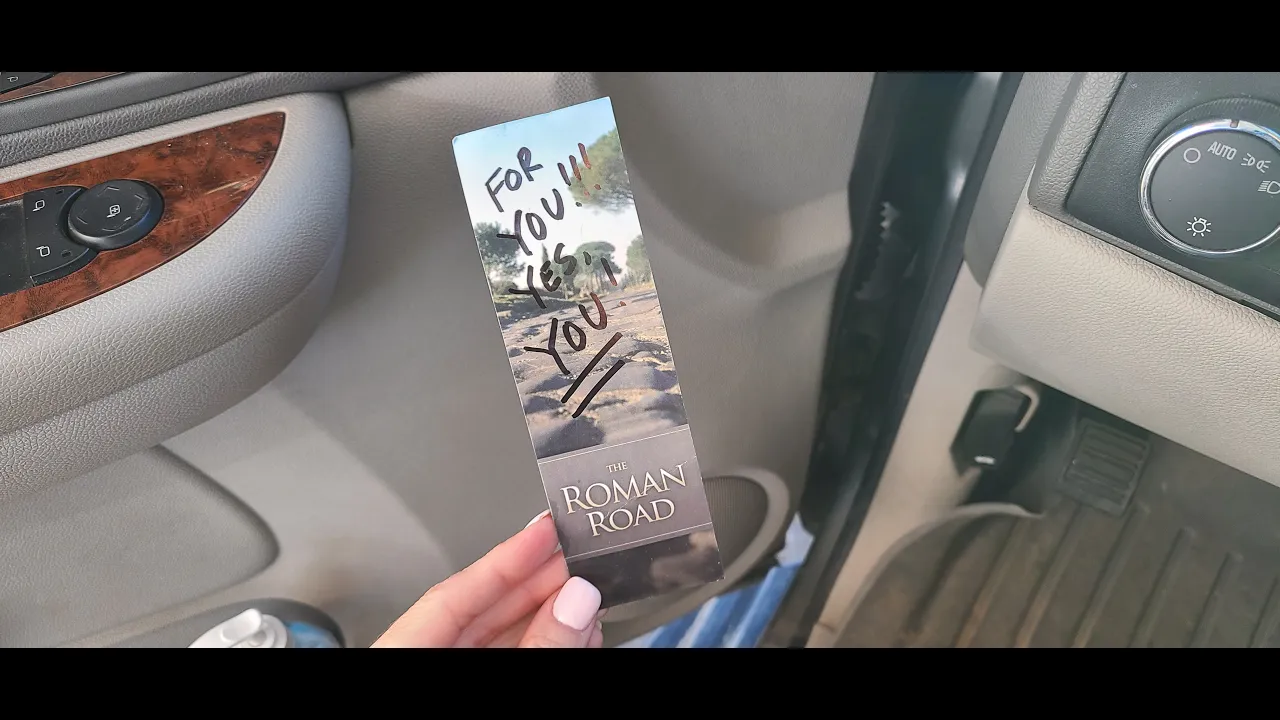 FOR
YOU!!!
YES,
YOU!
THE
ROMAN
ROAD
AUTO